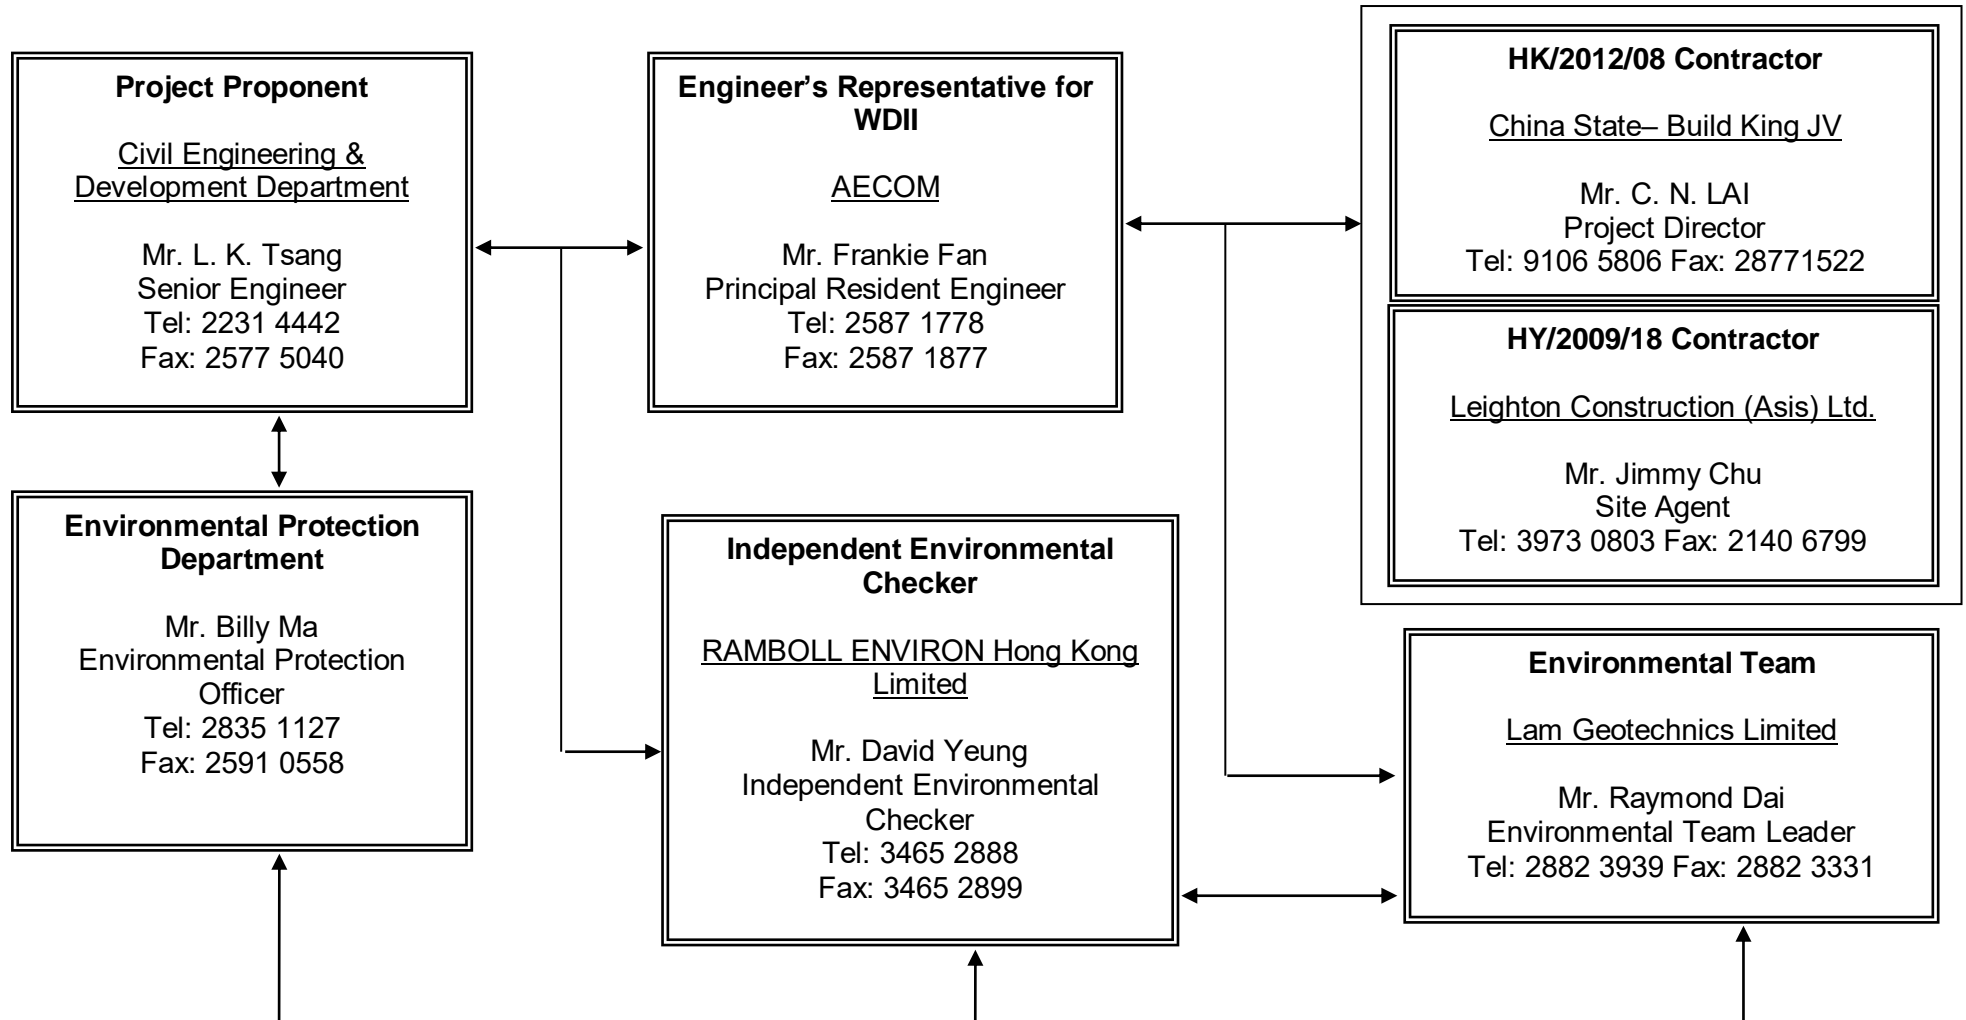 Project Proponent
Civil Engineering &
Development Department
Mr. L. K. Tsang
Senior Engineer
Tel: 2231 4442
Fax: 2577 5040
Engineer’s Representative for
WDII
AECOM
Mr. Frankie Fan
Principal Resident Engineer
Tel: 2587 1778
Fax: 2587 1877
HK/2012/08 Contractor
China State– Build King JV
Mr. C. N. LAI
Project Director
Tel: 9106 5806 Fax: 28771522
HY/2009/18 Contractor
Leighton Construction (Asis) Ltd.
Mr. Jimmy Chu
Site Agent
Tel: 3973 0803 Fax: 2140 6799
Environmental Protection
Department
Mr. Billy Ma
Environmental Protection
Officer
Tel: 2835 1127
Fax: 2591 0558
Independent Environmental
Checker
RAMBOLL ENVIRON Hong Kong
Limited
Mr. David Yeung
Independent Environmental
Checker
Tel: 3465 2888
Fax: 3465 2899
Environmental Team
Lam Geotechnics Limited
Mr. Raymond Dai
Environmental Team Leader
Tel: 2882 3939 Fax: 2882 3331